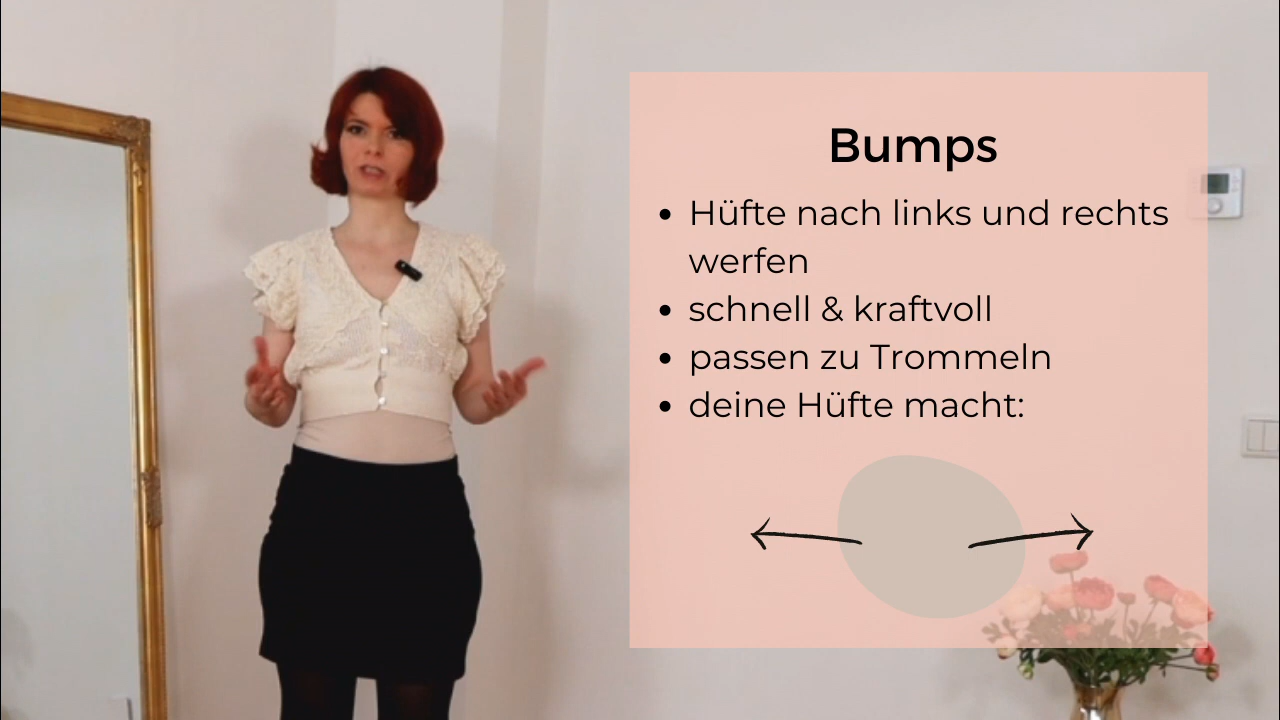 Bumps
• Hüfte nach links und rechts
werfen
• schnell & kraftvoll
• passen zu Trommeln
• deine Hüfte macht: